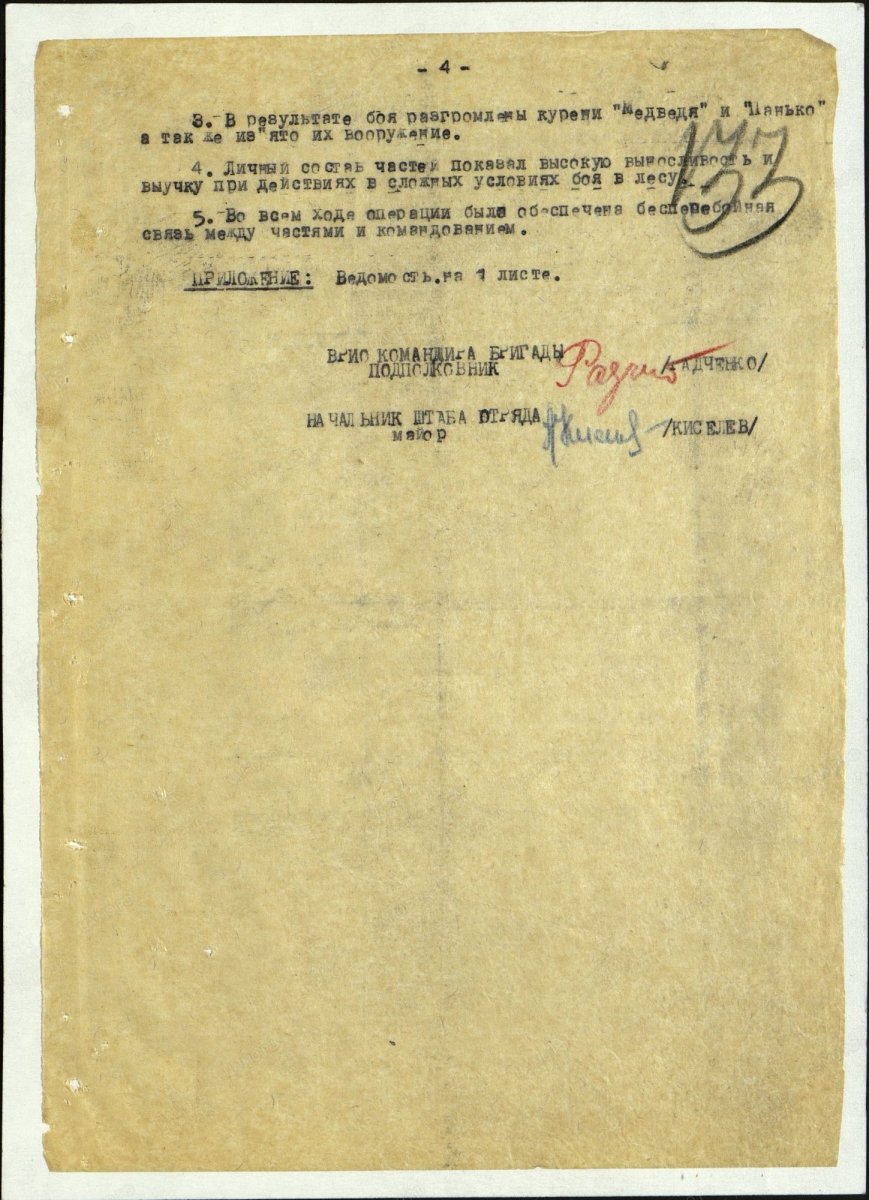 - 4 -
3. В результате боя разгромлены курени "Медведя" и "Панько"
а так же из"ято их вооружение.
4. Личный состав частей показал высокую выносливость и
выучку при действиях в сложных условиях боя в лесу.
5. Во всем ходе операции была обеспечена бесперебойная
связь между частями и командованием.
ПРИЛОЖЕНИЕ: Ведомость на 1 листе.
ВРИО КОМАНДИРА БРИГАДЫ
ПОДПОЛКОВНИК /РАДЧЕНКО/
НАЧАЛЬНИК ШТАБА ОТРЯДА
майор /КИСЕЛЕВ/